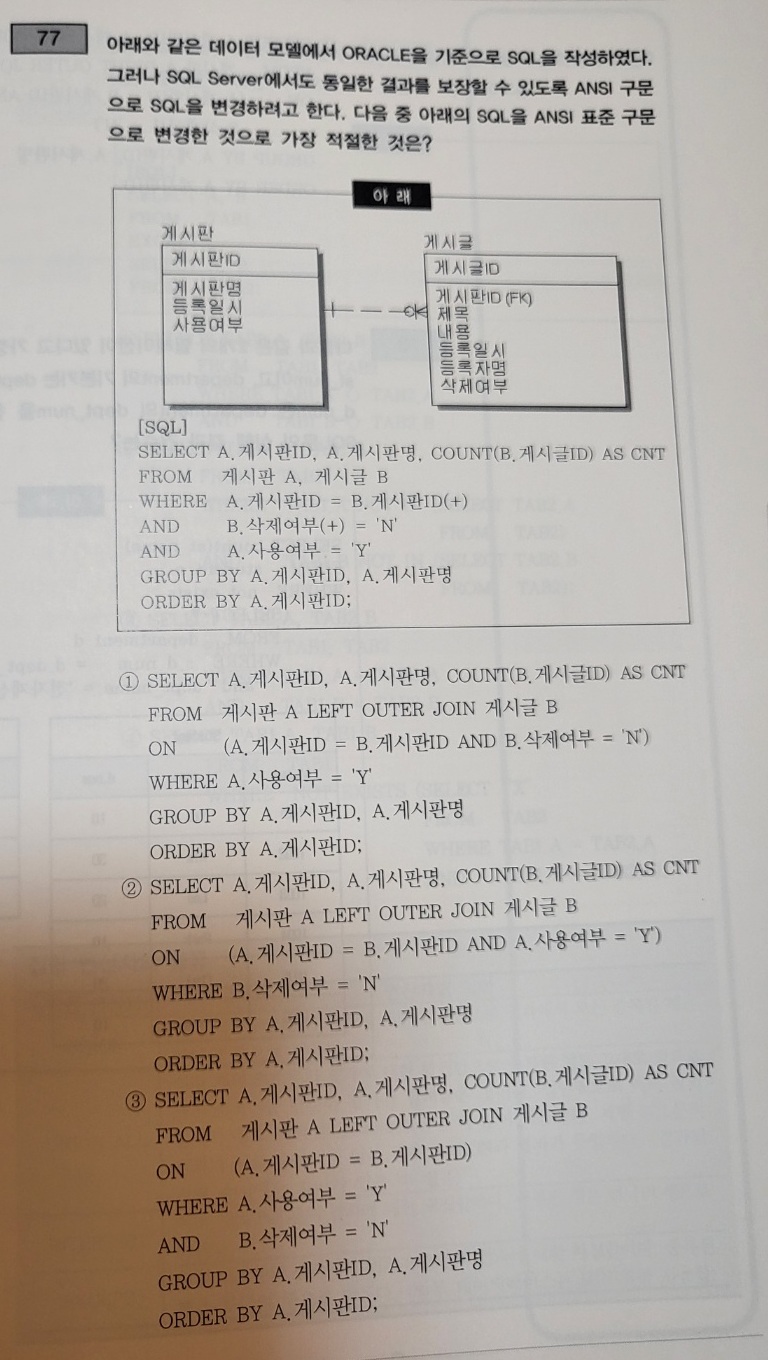 77
아래와 같은 데이터 모델에서 ORACLE을 기준으로 SQL을 작성하였다.
그러나 SQL Server에서도 동일한 결과를 보장할 수 있도록 ANSI 구문
으로 SQL을 변경하려고 한다. 다음 중 아래의 SQL을 ANSI 표준 구문
으로 변경한 것으로 가장 적절한 것은?
아 래
게시판
게시판ID
게시판명
등록일시
사용여부
게시글
게시글ID
게시판ID (FK)
제목
내용
등록일시
등록자명
삭제여부
[SQL]
SELECT A.게시판ID, A.게시판명, COUNT(B.게시글ID) AS CNT
FROM 게시판 A, 게시글 B
WHERE A.게시판ID = B.게시판ID(+)
AND B.삭제여부(+) = 'N'
AND A.사용여부 = 'Y'
GROUP BY A.게시판ID, A.게시판명
ORDER BY A.게시판ID;
① SELECT A.게시판ID, A.게시판명, COUNT(B.게시글ID) AS CNT
FROM 게시판 A LEFT OUTER JOIN 게시글 B
ON (A.게시판ID = B.게시판ID AND B.삭제여부 = 'N')
WHERE A.사용여부 = 'Y'
GROUP BY A.게시판ID, A.게시판명
ORDER BY A.게시판ID;
② SELECT A.게시판ID, A.게시판명, COUNT(B.게시글ID) AS CNT
FROM 게시판 A LEFT OUTER JOIN 게시글 B
ON (A.게시판ID = B.게시판ID AND A.사용여부 = 'Y')
WHERE B.삭제여부 = 'N'
GROUP BY A.게시판ID, A.게시판명
ORDER BY A.게시판ID;
③ SELECT A.게시판ID, A.게시판명, COUNT(B.게시글ID) AS CNT
FROM 게시판 A LEFT OUTER JOIN 게시글 B
ON (A.게시판ID = B.게시판ID)
WHERE A.사용여부 = 'Y'
AND B.삭제여부 = 'N'
GROUP BY A.게시판ID, A.게시판명
ORDER BY A.게시판ID;